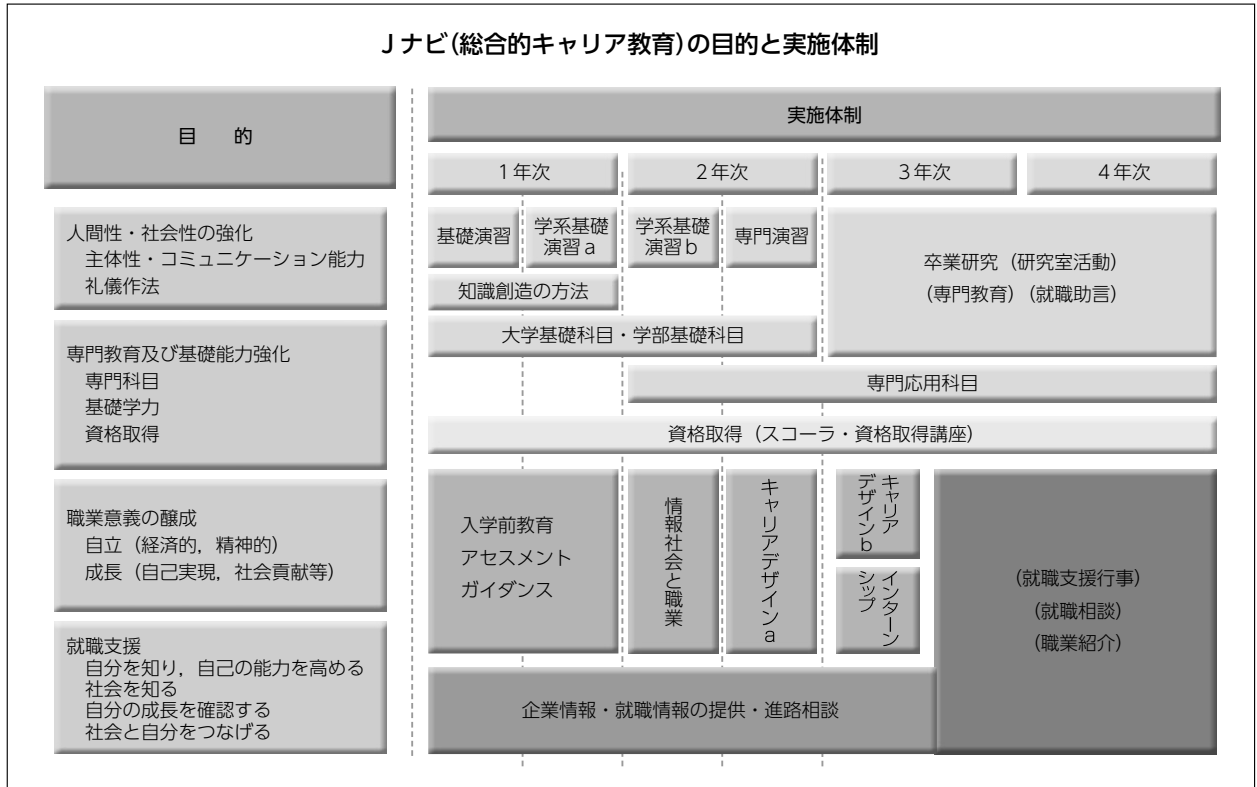 Ｊナビ（総合的キャリア教育）の目的と実施体制
目　的
人間性・社会性の強化
主体性・コミュニケーション能力
礼儀作法
専門教育及び基礎能力強化
専門科目
基礎学力
資格取得
職業意義の醸成
自立（経済的，精神的）
成長（自己実現，社会貢献等）
就職支援
自分を知り，自己の能力を高める
社会を知る
自分の成長を確認する
社会と自分をつなげる
実施体制
１年次
２年次
３年次
４年次
基礎演習
学系基礎
演習ａ
学系基礎
演習ｂ
専門演習
卒業研究（研究室活動）
（専門教育）（就職助言）
知識創造の方法
大学基礎科目・学部基礎科目
専門応用科目
資格取得（スコーラ・資格取得講座）
入学前教育
アセスメント
ガイダンス
情報社会と職業
キャリアデザインａ
キャリア
デザインｂ
インターン
シップ
（就職支援行事）
（就職相談）
（職業紹介）
企業情報・就職情報の提供・進路相談